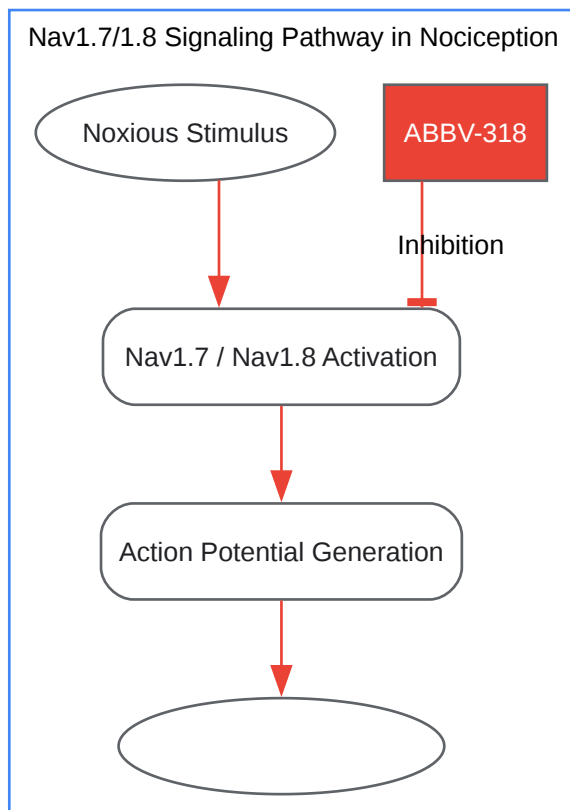 Nav1.7/1.8 Signaling Pathway in Nociception
Noxious Stimulus
ABBV-318
Inhibition
Nav1.7 / Nav1.8 Activation
Action Potential Generation